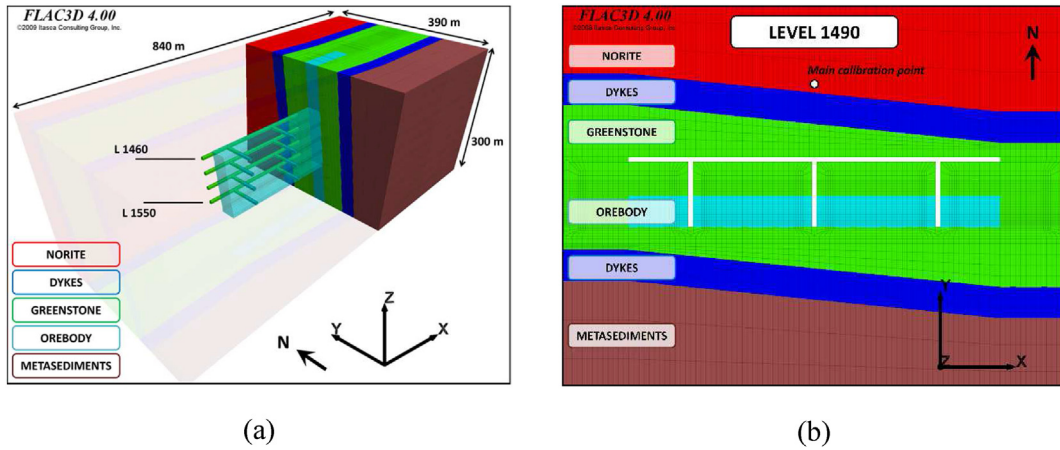 FLAC3D 4.00
©2009 Itasca Consulting Group, Inc.
840 m
390 m
300 m
L 1460
L 1550
NORITE
DYKES
GREENSTONE
OREBODY
METASEDIMENTS
N
Z
Y
X
(a)
FLAC3D 4.00
©2009 Itasca Consulting Group, Inc.
LEVEL 1490
N
NORITE
Main calibration point
DYKES
GREENSTONE
OREBODY
DYKES
METASEDIMENTS
Y
Z
X
(b)